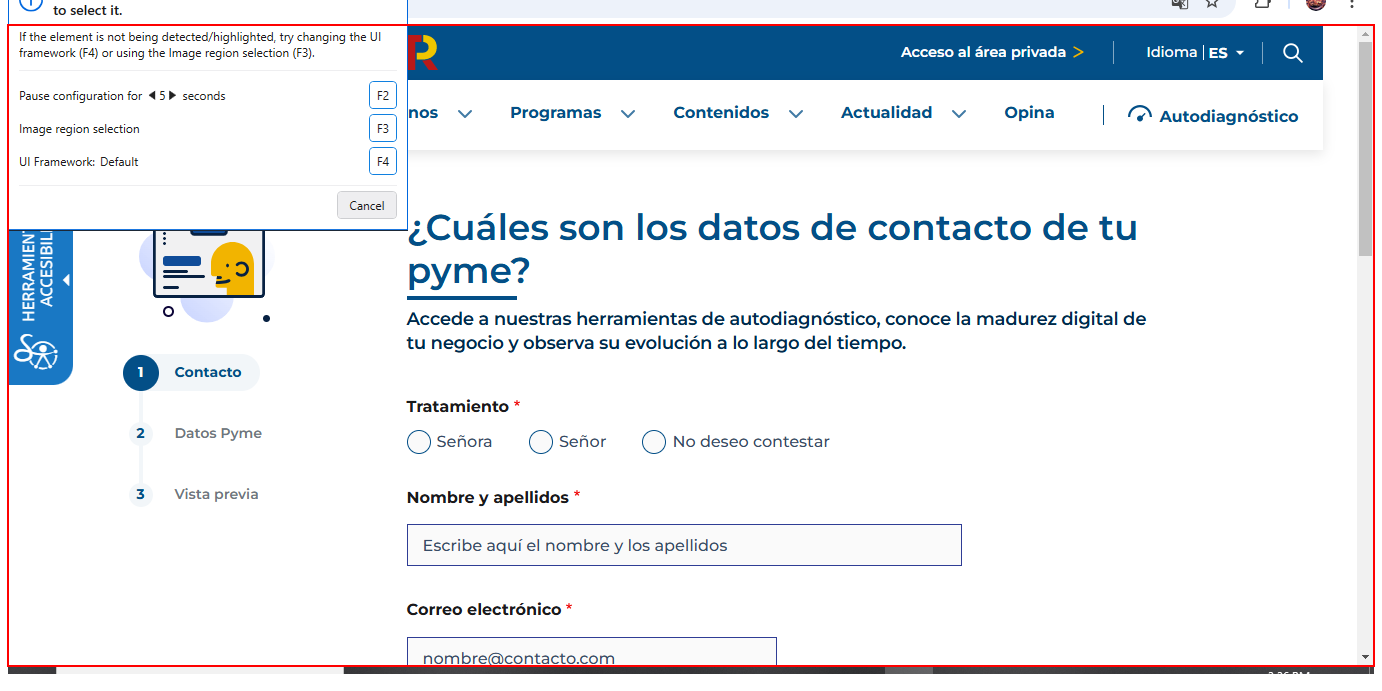 to select it.
If the element is not being detected/highlighted, try changing the UI
framework (F4) or using the Image region selection (F3).
Pause configuration for 5 seconds F2
Image region selection F3
UI Framework: Default F4
Cancel
R
Acceso al área privada >
Idioma | ES
nos
Programas
Contenidos
Actualidad
Opina
Autodiagnóstico
HERRAMIEN
ACCESIBILI
1 Contacto
2 Datos Pyme
3 Vista previa
¿Cuáles son los datos de contacto de tu
pyme?
Accede a nuestras herramientas de autodiagnóstico, conoce la madurez digital de
tu negocio y observa su evolución a lo largo del tiempo.
Tratamiento *
Señora Señor No deseo contestar
Nombre y apellidos *
Escribe aquí el nombre y los apellidos
Correo electrónico *
nombre@contacto.com